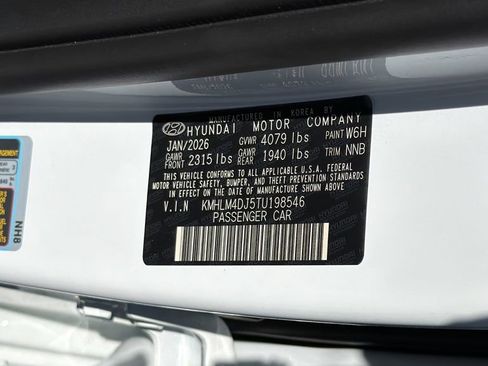 MANUFACTURED IN KOREA BY
HYUNDAI MOTOR COMPANY
JAN/2026 GVWR 4079 lbs PAINT W6H
GAWR FRONT 2315 lbs GAWR REAR 1940 lbs TRIM NNB
THIS VEHICLE CONFORMS TO ALL APPLICABLE U.S.A. FEDERAL
MOTOR VEHICLE SAFETY, BUMPER, AND THEFT PREVENTION
STANDARDS IN EFFECT ON THE DATE OF MANUFACTURE SHOWN ABOVE.
V.I.N KMHLM4DJ5TU198546
PASSENGER CAR
NH8